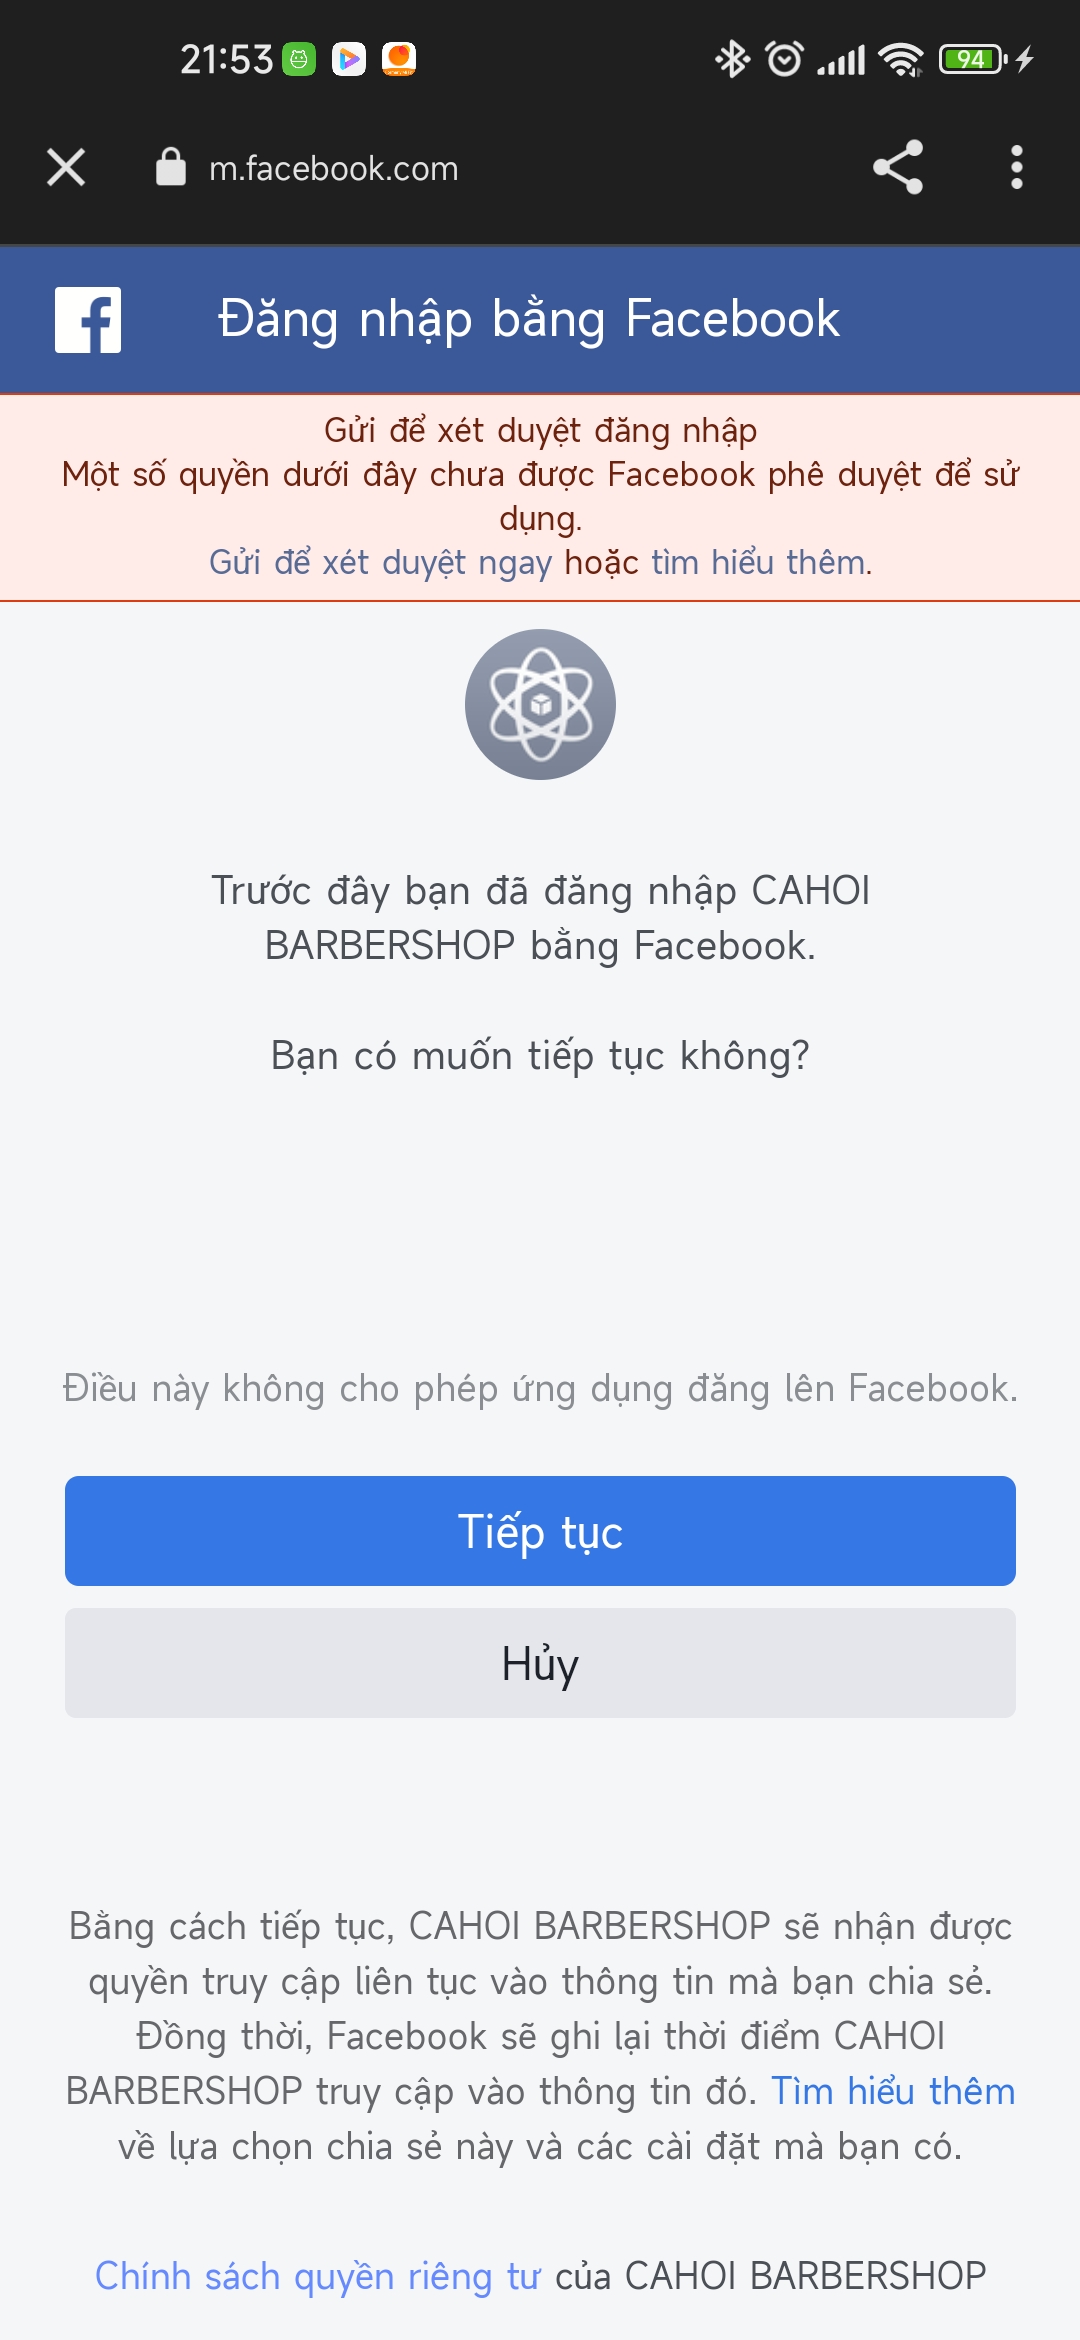 21:53
94
m.facebook.com
Đăng nhập bằng Facebook
Gửi để xét duyệt đăng nhập
Một số quyền dưới đây chưa được Facebook phê duyệt để sử
dụng.
Gửi để xét duyệt ngay hoặc tìm hiểu thêm.
Trước đây bạn đã đăng nhập CAHOI
BARBERSHOP bằng Facebook.
Bạn có muốn tiếp tục không?
Điều này không cho phép ứng dụng đăng lên Facebook.
Tiếp tục
Hủy
Bằng cách tiếp tục, CAHOI BARBERSHOP sẽ nhận được
quyền truy cập liên tục vào thông tin mà bạn chia sẻ.
Đồng thời, Facebook sẽ ghi lại thời điểm CAHOI
BARBERSHOP truy cập vào thông tin đó. Tìm hiểu thêm
về lựa chọn chia sẻ này và các cài đặt mà bạn có.
Chính sách quyền riêng tư của CAHOI BARBERSHOP